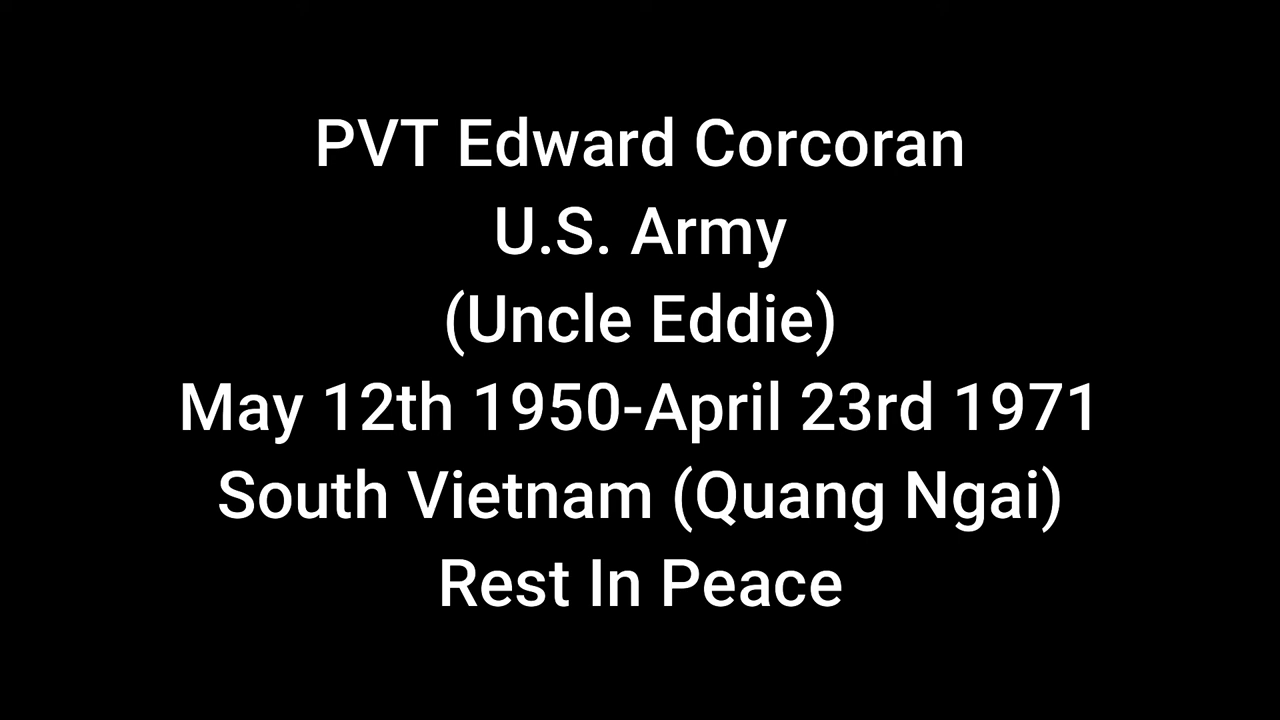 PVT Edward Corcoran
U.S. Army
(Uncle Eddie)
May 12th 1950-April 23rd 1971
South Vietnam (Quang Ngai)
Rest In Peace